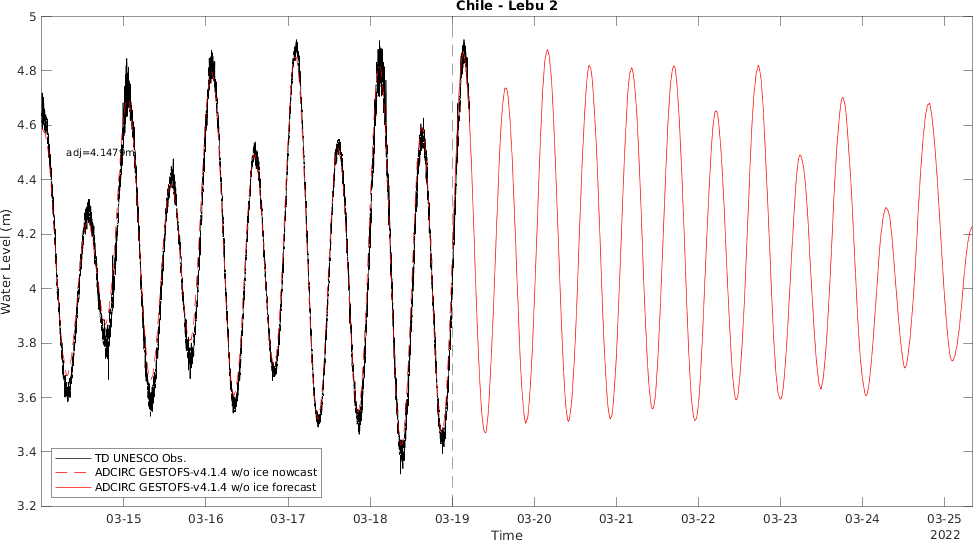 Chile - Lebu 2
5
4.8
4.6
4.4
4.2
4
3.8
3.6
3.4
3.2
Water Level (m)
adj=4.1479m
TD UNESCO Obs.
ADCIRC GESTOFS-v4.1.4 w/o ice nowcast
ADCIRC GESTOFS-v4.1.4 w/o ice forecast
03-15 03-16 03-17 03-18 03-19 03-20 03-21 03-22 03-23 03-24 03-25
Time
2022